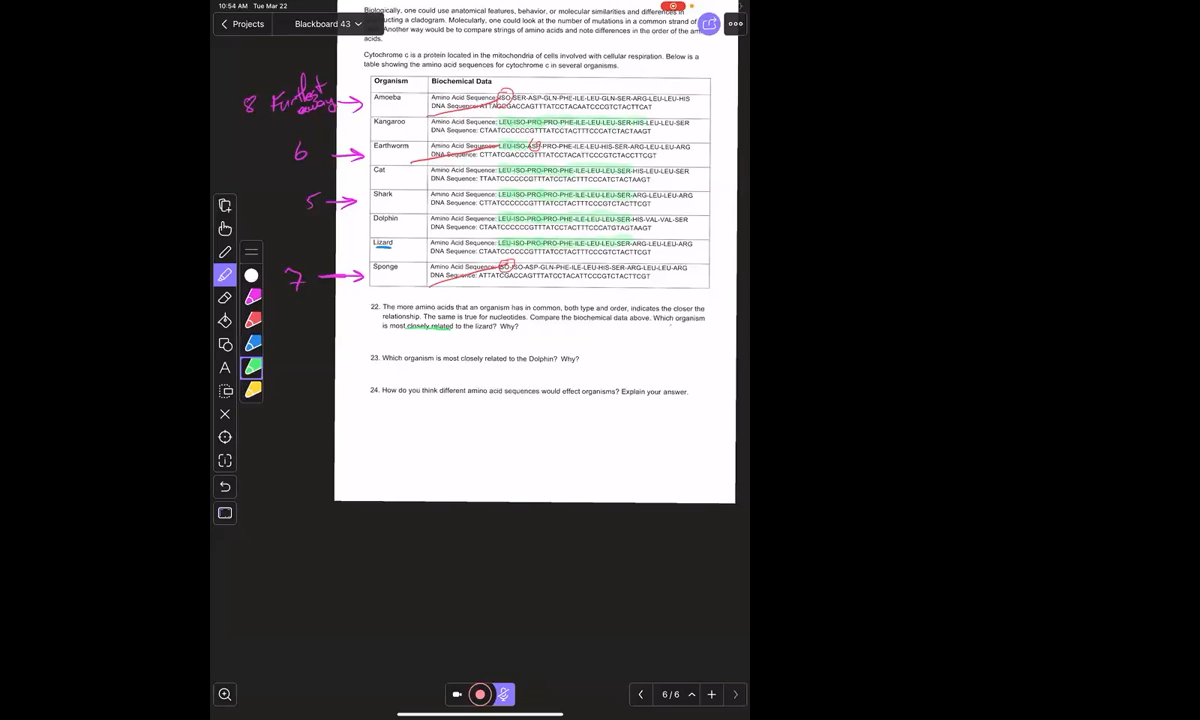 10:54 AM Tue Mar 22
Projects
Blackboard 43
Biologically, one could use anatomical features, behavior, or molecular similarities and differences in
ucting a cladogram. Molecularly, one could look at the number of mutations in a common strand of
Another way would be to compare strings of amino acids and note differences in the order of the am
acids.
Cytochrome c is a protein located in the mitochondria of cells involved with cellular respiration. Below is a
table showing the amino acid sequences for cytochrome c in several organisms.
Organism Biochemical Data
8 Furthest away
Amoeba Amino Acid Sequence: ISO-SER-ASP-GLN-PHE-ILE-LEU-GLN-SER-ARG-LEU-LEU-HIS
DNA Sequence: ATTAGCGACCAGTTTATCCTACAATCCCGTCTACTTCAT
Kangaroo Amino Acid Sequence: LEU-ISO-PRO-PRO-PHE-ILE-LEU-LEU-SER-HIS-LEU-LEU-SER
DNA Sequence: CTAATCCCCCCGTTTATCCTACTTTCCCATCTACTAAGT
6
Earthworm Amino Acid Sequence: LEU-ISO-ASP-PRO-PHE-ILE-LEU-HIS-SER-ARG-LEU-LEU-ARG
DNA Sequence: CTTATCGACCCGTTTATCCTACATTCCCGTCTACCTTCGT
Cat Amino Acid Sequence: LEU-ISO-PRO-PRO-PHE-ILE-LEU-LEU-SER-HIS-LEU-LEU-SER
DNA Sequence: TTAATCCCCCCGTTTATCCTACTTTCCCATCTACTAAGT
5
Shark Amino Acid Sequence: LEU-ISO-PRO-PRO-PHE-ILE-LEU-LEU-SER-ARG-LEU-LEU-ARG
DNA Sequence: CTTATCCCCCCGTTTATCCTACTTTCCCGTCTACTTCGT
Dolphin Amino Acid Sequence: LEU-ISO-PRO-PRO-PHE-ILE-LEU-LEU-SER-HIS-VAL-VAL-SER
DNA Sequence: CTAATCCCCCCGTTTATCCTACTTTCCCATGTAGTAAGT
Lizard Amino Acid Sequence: LEU-ISO-PRO-PRO-PHE-ILE-LEU-LEU-SER-ARG-LEU-LEU-ARG
DNA Sequence: CTAATCCCCCCGTTTATCCTACTTTCCCGTCTACTTCGT
7
Sponge Amino Acid Sequence: ISO-ISO-ASP-GLN-PHE-ILE-LEU-HIS-SER-ARG-LEU-LEU-ARG
DNA Sequence: ATTATCGACCAGTTTATCCTACATTCCCGTCTACTTCGT
22. The more amino acids that an organism has in common, both type and order, indicates the closer the
relationship. The same is true for nucleotides. Compare the biochemical data above. Which organism
is most closely related to the lizard? Why?
23. Which organism is most closely related to the Dolphin? Why?
24. How do you think different amino acid sequences would effect organisms? Explain your answer.
A
6/6